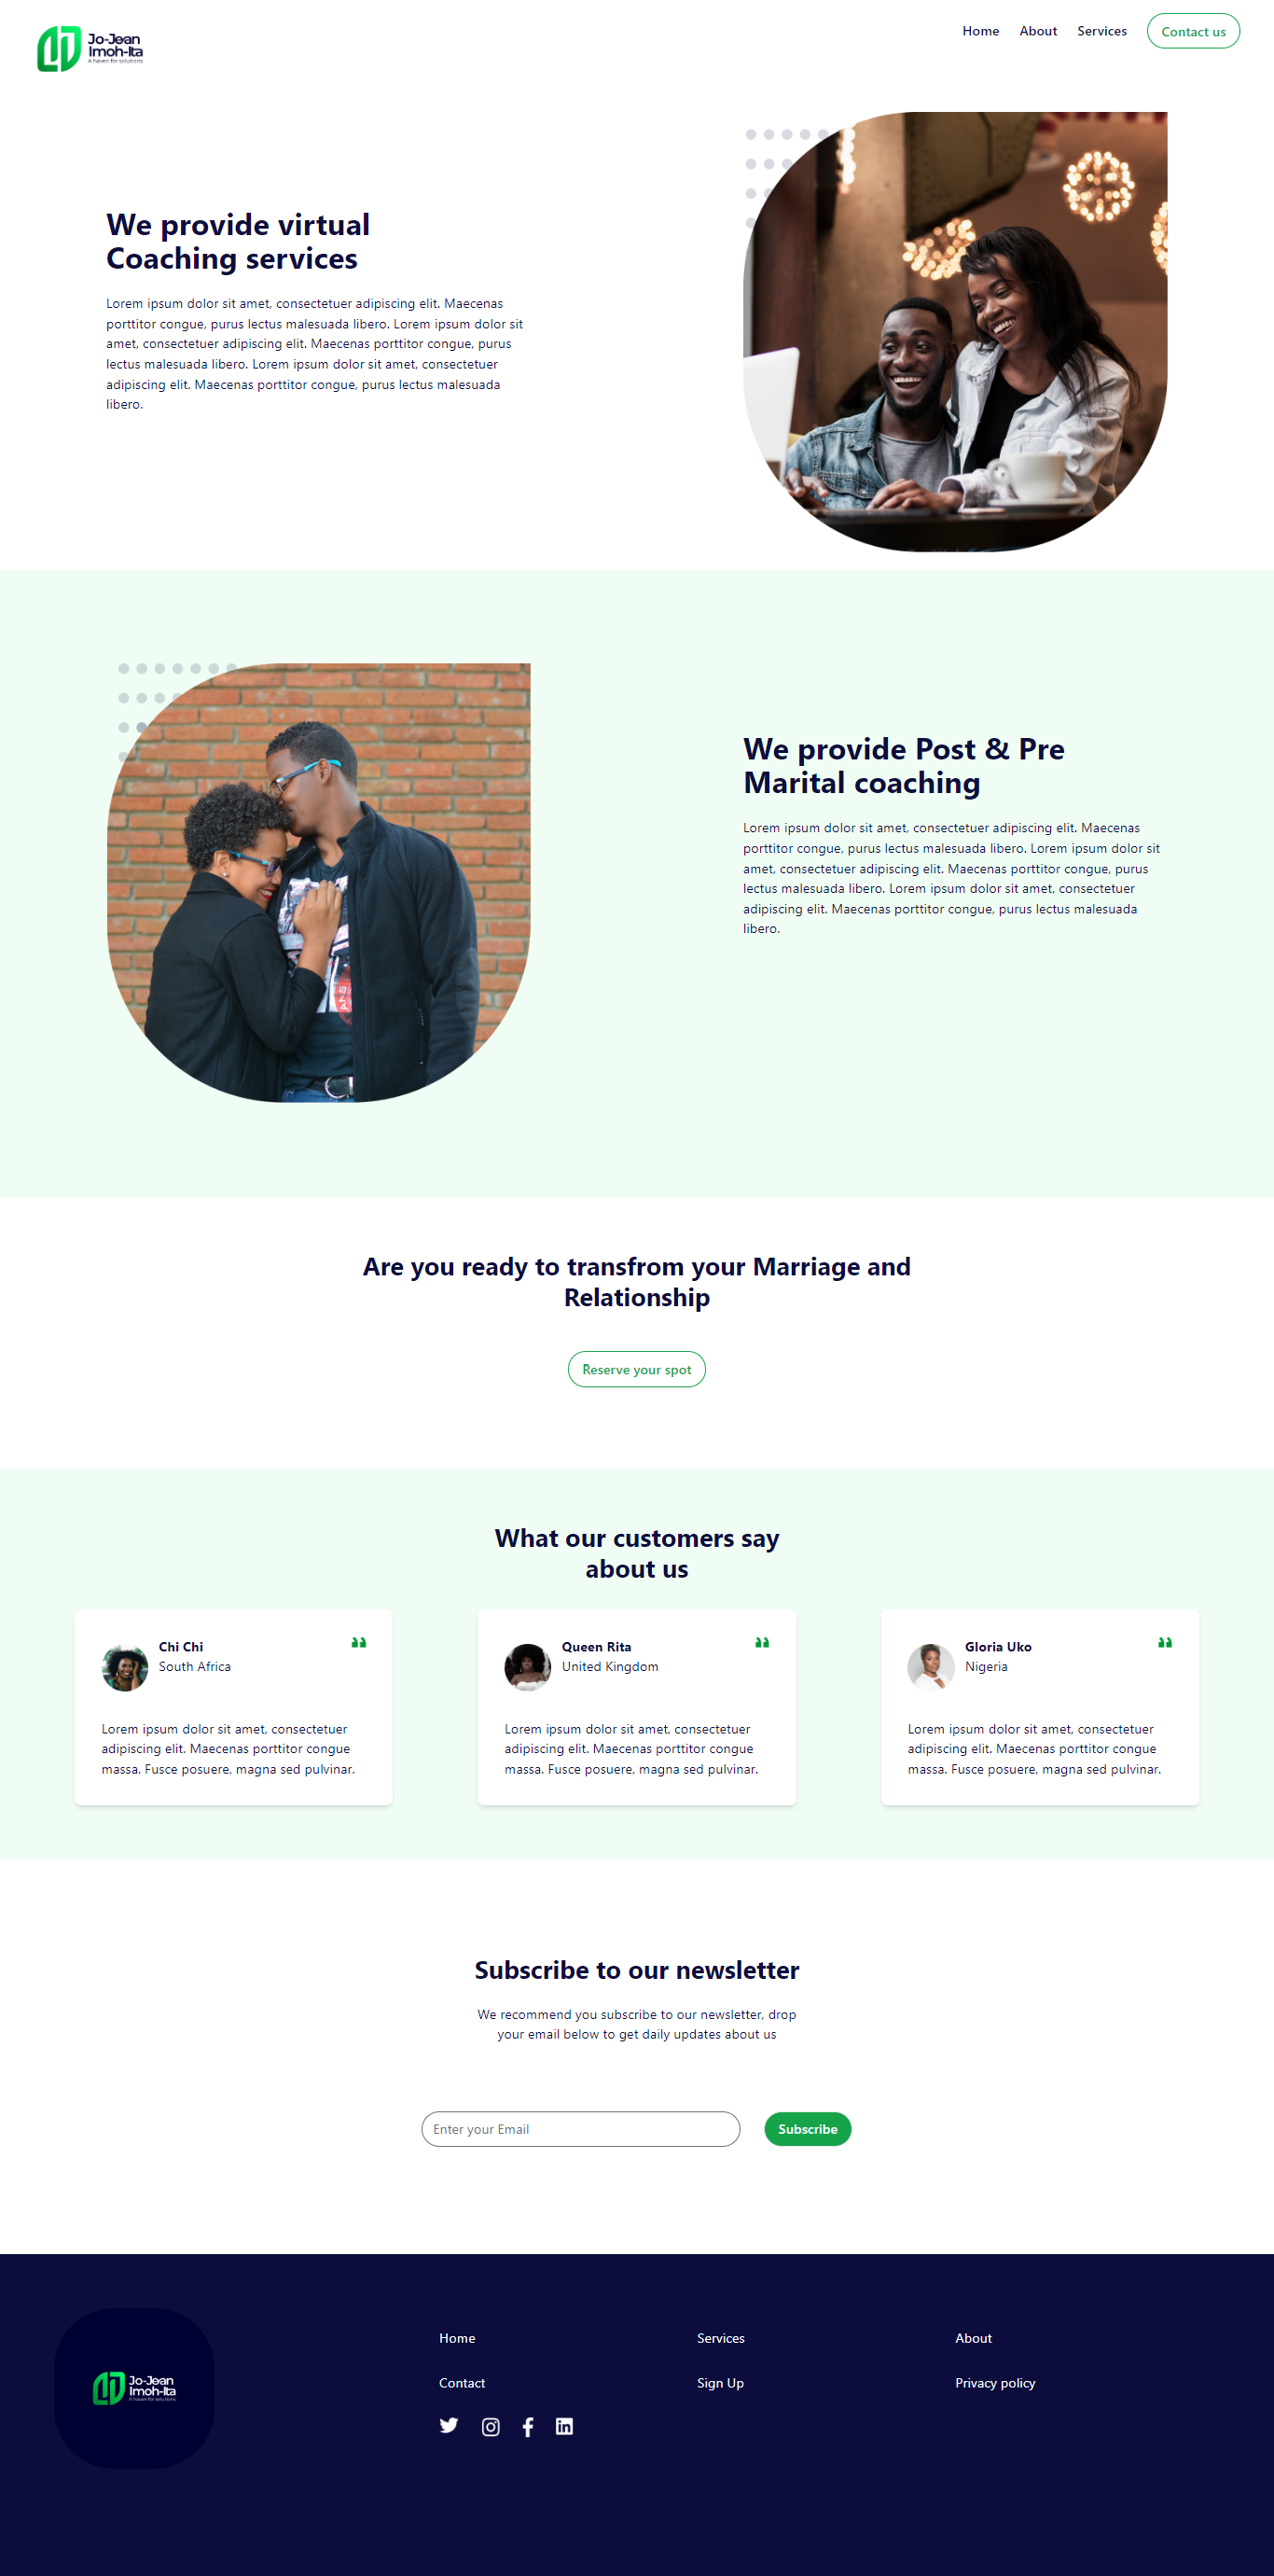 Jo-Jean
Imoh-Ita
A haven for solutions
Home About Services Contact us
We provide virtual
Coaching services
Lorem ipsum dolor sit amet, consectetuer adipiscing elit. Maecenas
porttitor congue, purus lectus malesuada libero. Lorem ipsum dolor sit
amet, consectetuer adipiscing elit. Maecenas porttitor congue, purus
lectus malesuada libero. Lorem ipsum dolor sit amet, consectetuer
adipiscing elit. Maecenas porttitor congue, purus lectus malesuada
libero.
We provide Post & Pre
Marital coaching
Lorem ipsum dolor sit amet, consectetuer adipiscing elit. Maecenas
porttitor congue, purus lectus malesuada libero. Lorem ipsum dolor sit
amet, consectetuer adipiscing elit. Maecenas porttitor congue, purus
lectus malesuada libero. Lorem ipsum dolor sit amet, consectetuer
adipiscing elit. Maecenas porttitor congue, purus lectus malesuada
libero.
Are you ready to transfrom your Marriage and
Relationship
Reserve your spot
What our customers say
about us
Chi Chi
South Africa
Lorem ipsum dolor sit amet, consectetuer
adipiscing elit. Maecenas porttitor congue
massa. Fusce posuere, magna sed pulvinar.
Queen Rita
United Kingdom
Lorem ipsum dolor sit amet, consectetuer
adipiscing elit. Maecenas porttitor congue
massa. Fusce posuere, magna sed pulvinar.
Gloria Uko
Nigeria
Lorem ipsum dolor sit amet, consectetuer
adipiscing elit. Maecenas porttitor congue
massa. Fusce posuere, magna sed pulvinar.
Subscribe to our newsletter
We recommend you subscribe to our newsletter, drop
your email below to get daily updates about us
Enter your Email Subscribe
Jo-Jean
Imoh-Ita
A haven for solutions
Home Services About
Contact Sign Up Privacy policy